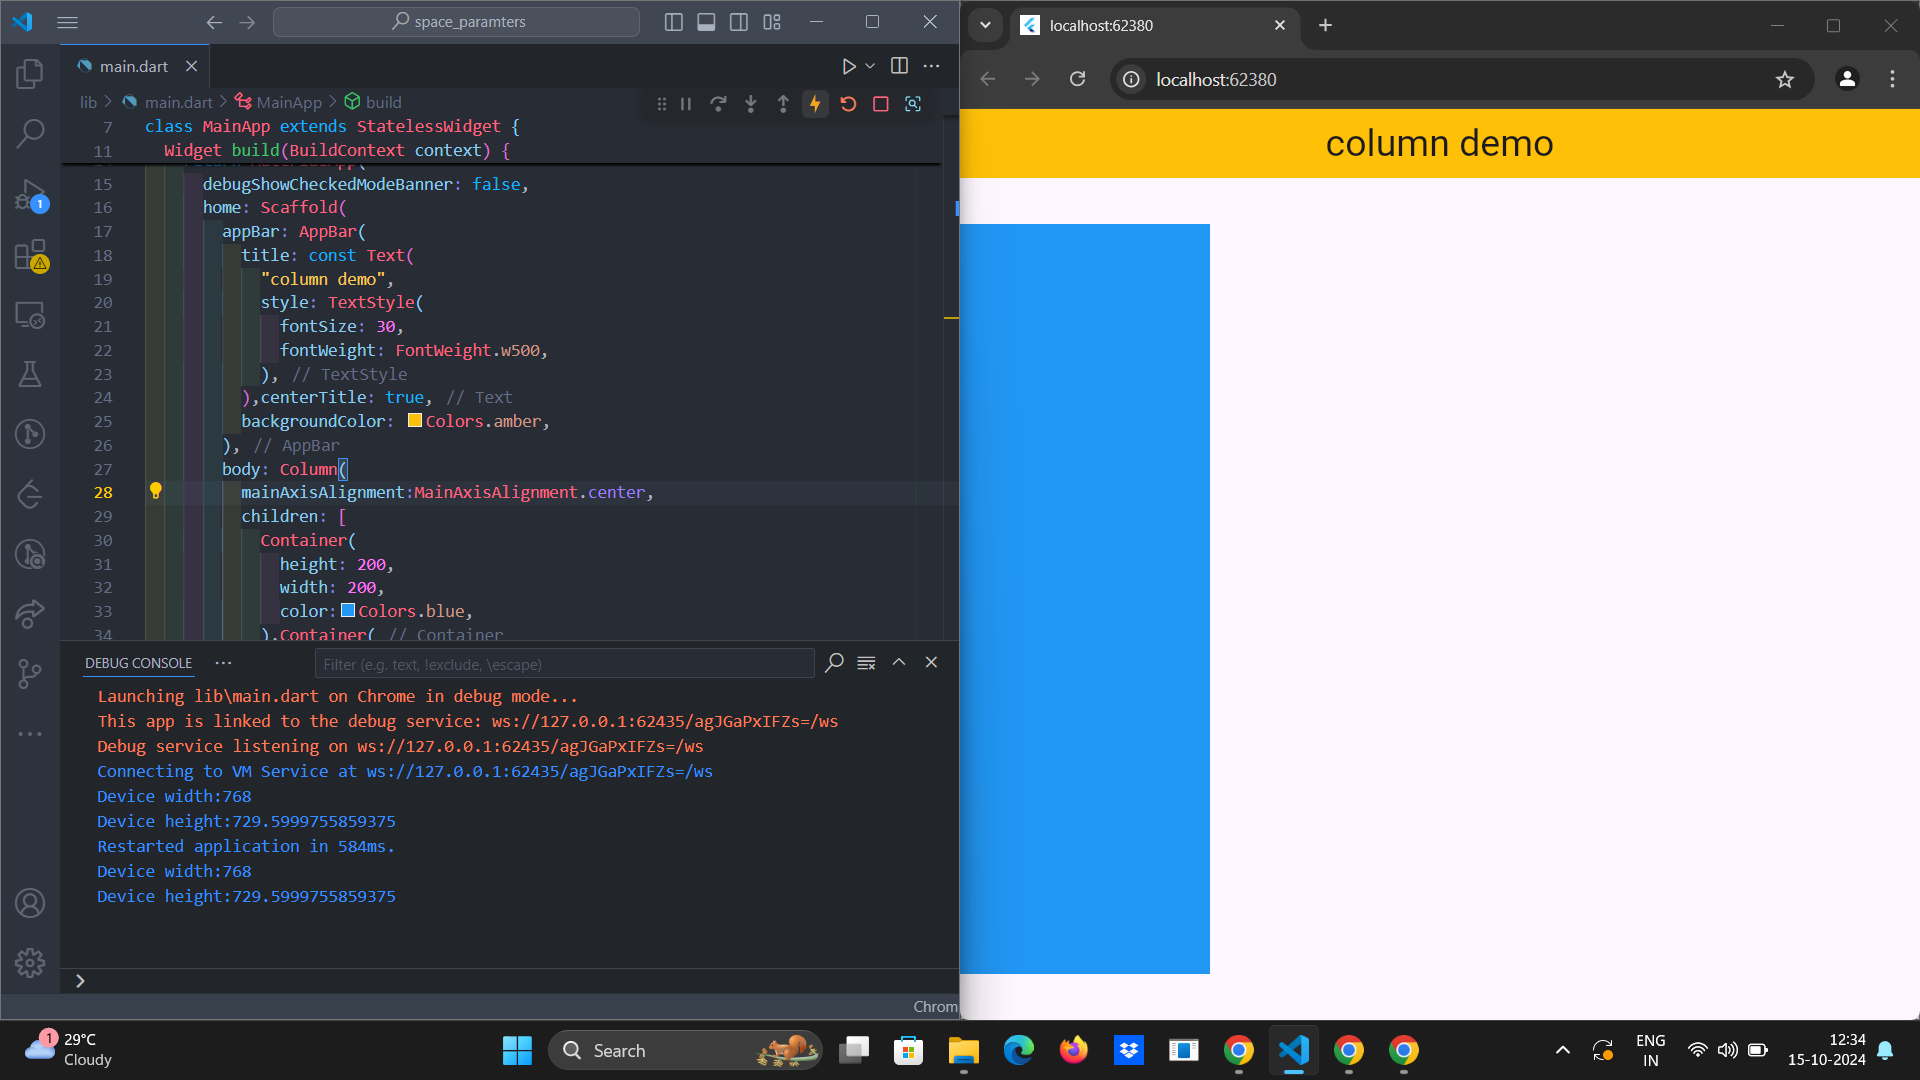 space_paramters
main.dart
lib
main.dart
MainApp
build
7 class MainApp extends StatelessWidget {
11 Widget build(BuildContext context) {
15 debugShowCheckedModeBanner: false,
16 home: Scaffold(
17 appBar: AppBar(
18 title: const Text(
19 "column demo",
20 style: TextStyle(
21 fontSize: 30,
22 fontWeight: FontWeight.w500,
23 ), // TextStyle
24 ),centerTitle: true, // Text
25 backgroundColor: Colors.amber,
26 ), // AppBar
27 body: Column(
28 mainAxisAlignment:MainAxisAlignment.center,
29 children: [
30 Container(
31 height: 200,
32 width: 200,
33 color: Colors.blue,
34 ),Container( // Container
1
DEBUG CONSOLE
Filter (e.g. text, !exclude, \escape)
Launching lib\main.dart on Chrome in debug mode...
This app is linked to the debug service: ws://127.0.0.1:62435/agJGaPxIFZs=/ws
Debug service listening on ws://127.0.0.1:62435/agJGaPxIFZs=/ws
Connecting to VM Service at ws://127.0.0.1:62435/agJGaPxIFZs=/ws
Device width:768
Device height:729.5999755859375
Restarted application in 584ms.
Device width:768
Device height:729.5999755859375
Chrom
localhost:62380
localhost:62380
column demo
1
29°C
Cloudy
Search
ENG
IN
12:34
15-10-2024